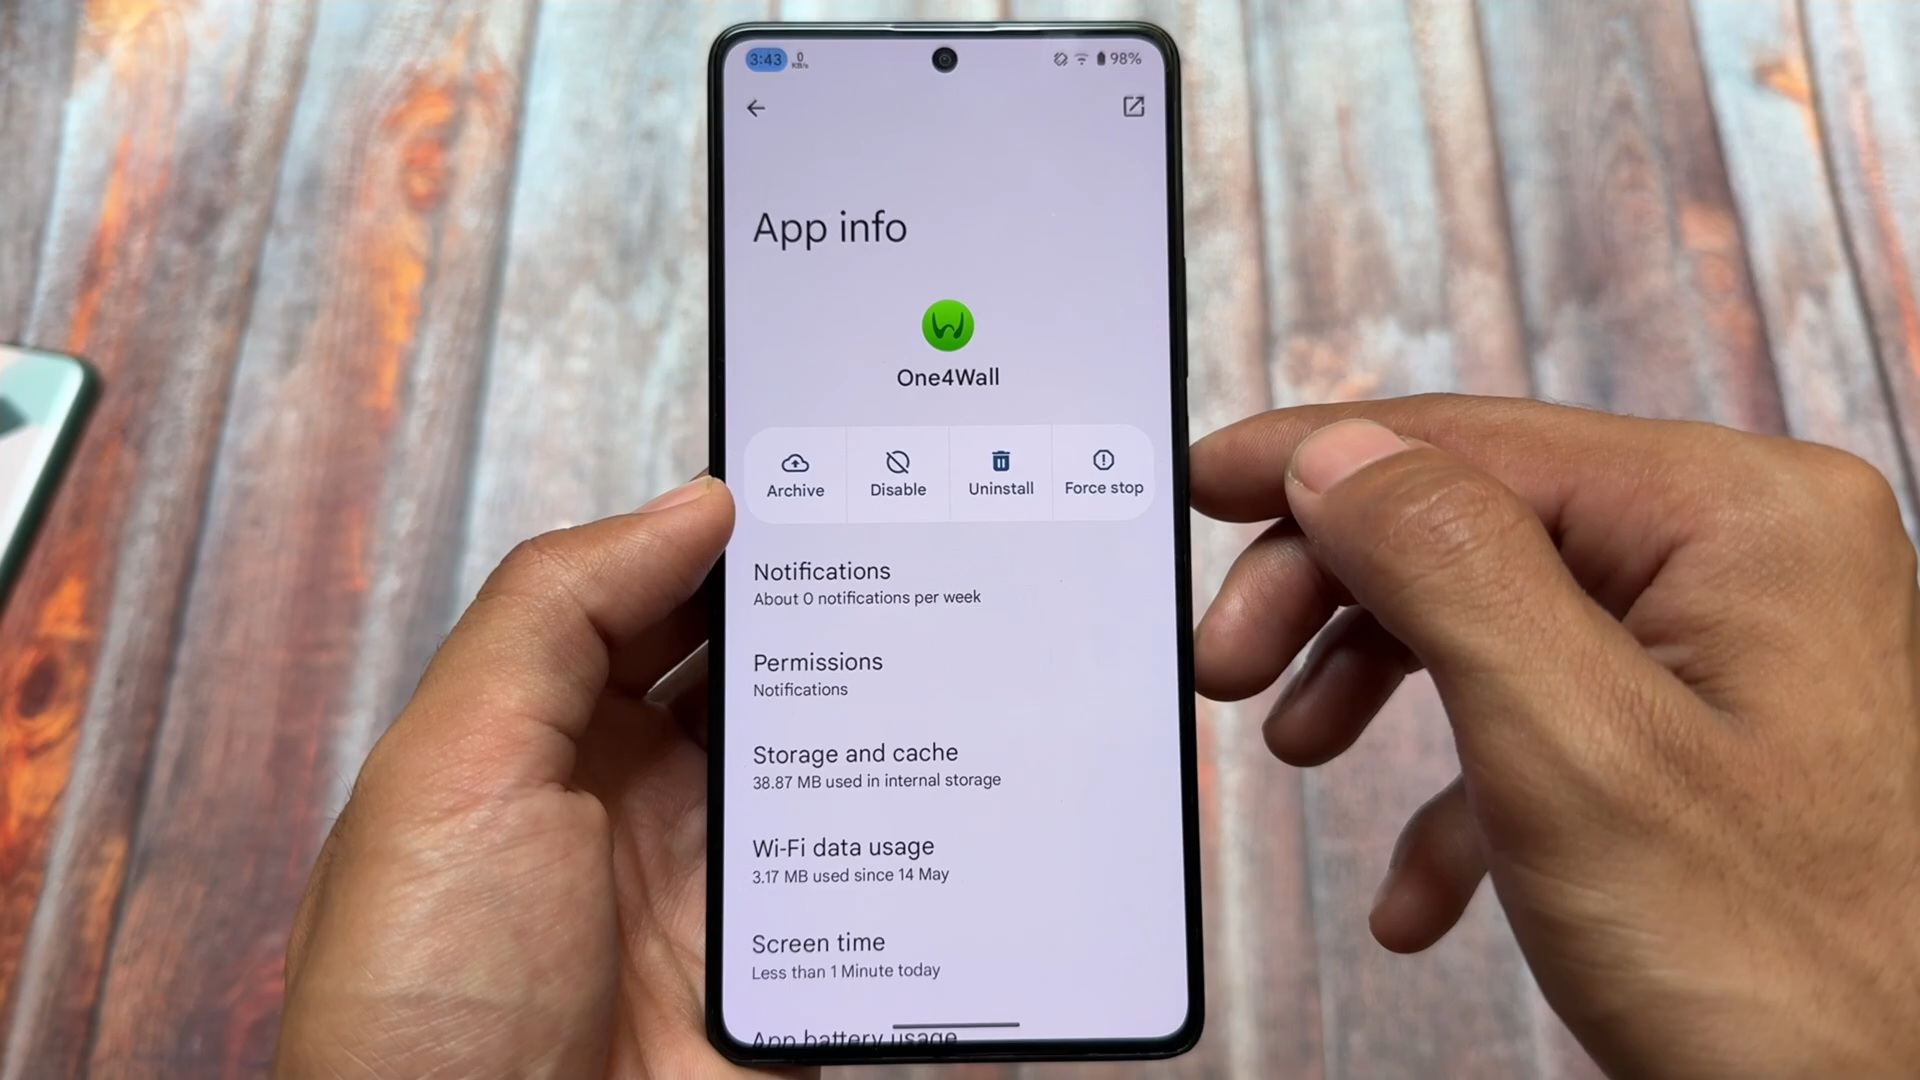 3:43 0 KB/s 98%
App info
One4Wall
Archive Disable Uninstall Force stop
Notifications
About 0 notifications per week
Permissions
Notifications
Storage and cache
38.87 MB used in internal storage
Wi-Fi data usage
3.17 MB used since 14 May
Screen time
Less than 1 Minute today
App battery usage